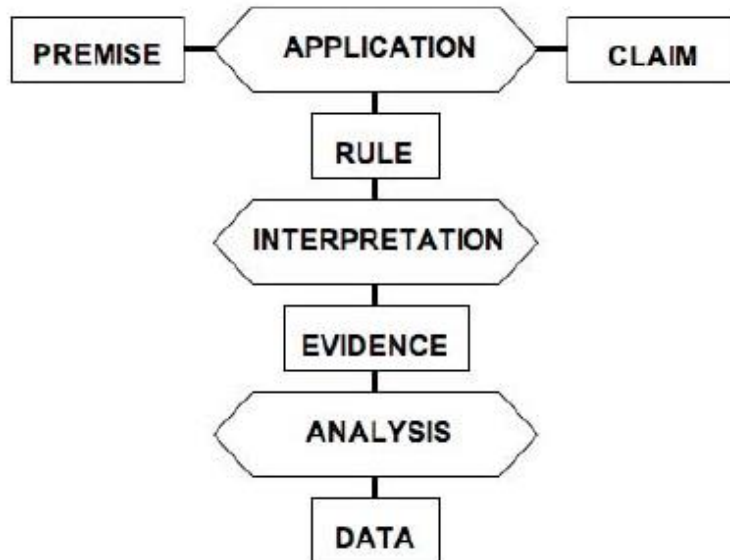 PREMISE
APPLICATION
CLAIM
RULE
INTERPRETATION
EVIDENCE
ANALYSIS
DATA